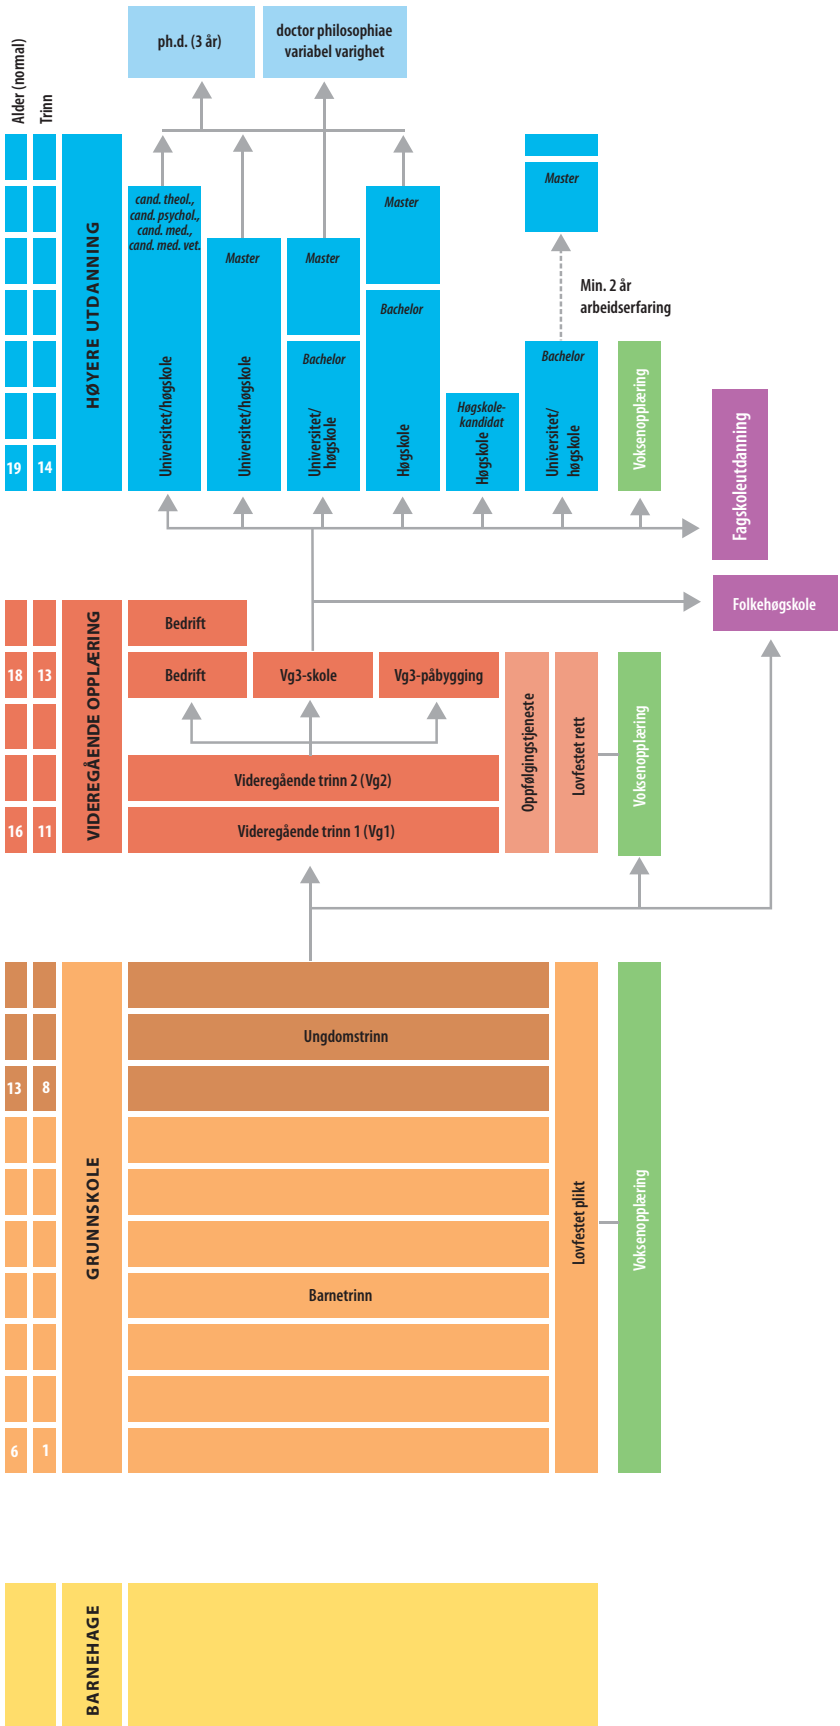 Alder (normal)
Trinn
ph.d. (3 år)
doctor philosophiae
variabel varighet
HØYERE UTDANNING
cand. theol.,
cand. psychol.,
cand. med.,
cand. med. vet.
Universitet/høgskole
Master
Universitet/høgskole
Master
Bachelor
Universitet/
høgskole
Master
Bachelor
Høgskole
Høgskole-
kandidat
Høgskole
Master
Min. 2 år
arbeidserfaring
Bachelor
Universitet/
høgskole
Voksenopplæring
Fagskoleutdanning
19
14
Folkehøgskole
VIDEREGÅENDE OPPLÆRING
Bedrift
18
13
Bedrift
Vg3-skole
Vg3-påbygging
Oppfølgingstjeneste
Lovfestet rett
Voksenopplæring
Videregående trinn 2 (Vg2)
16
11
Videregående trinn 1 (Vg1)
GRUNNSKOLE
Ungdomstrinn
13
8
Lovfestet plikt
Voksenopplæring
Barnetrinn
6
1
BARNEHAGE